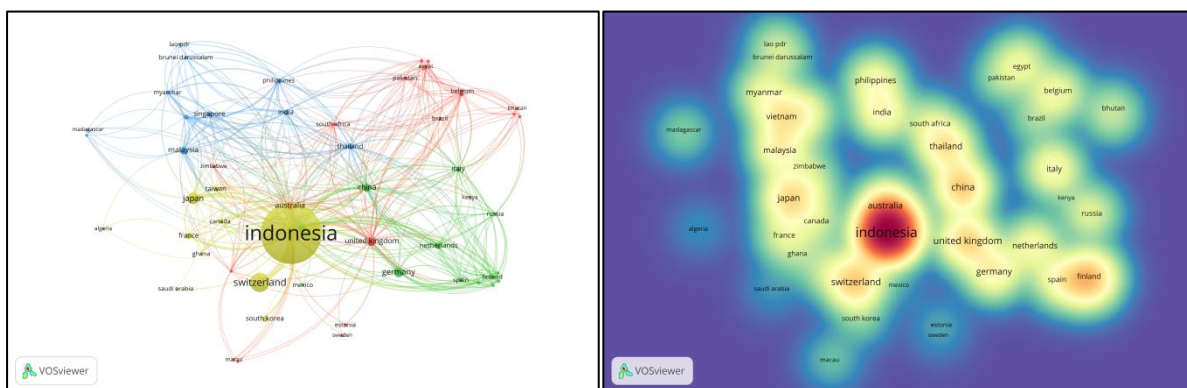 lao pdr
brunei darussalam
myanmar
philippines
pakistan
belgium
singapore
india
bhutan
brazil
south africa
madagascar
thailand
malaysia
zimbabwe
italy
taiwan
china
japan
kenya
australia
russia
canada
algeria
indonesia
france
united kingdom
netherlands
ghana
germany
switzerland
spain
finland
saudi arabia
mexico
south korea
estonia
sweden
VOSviewer
lao pdr
brunei darussalam
egypt
philippines
pakistan
myanmar
belgium
india
bhutan
vietnam
brazil
south africa
madagascar
thailand
malaysia
zimbabwe
italy
china
japan
kenya
australia
russia
canada
algeria
indonesia
france
united kingdom
netherlands
ghana
germany
switzerland
spain
finland
saudi arabia
mexico
south korea
estonia
sweden
macau
VOSviewer